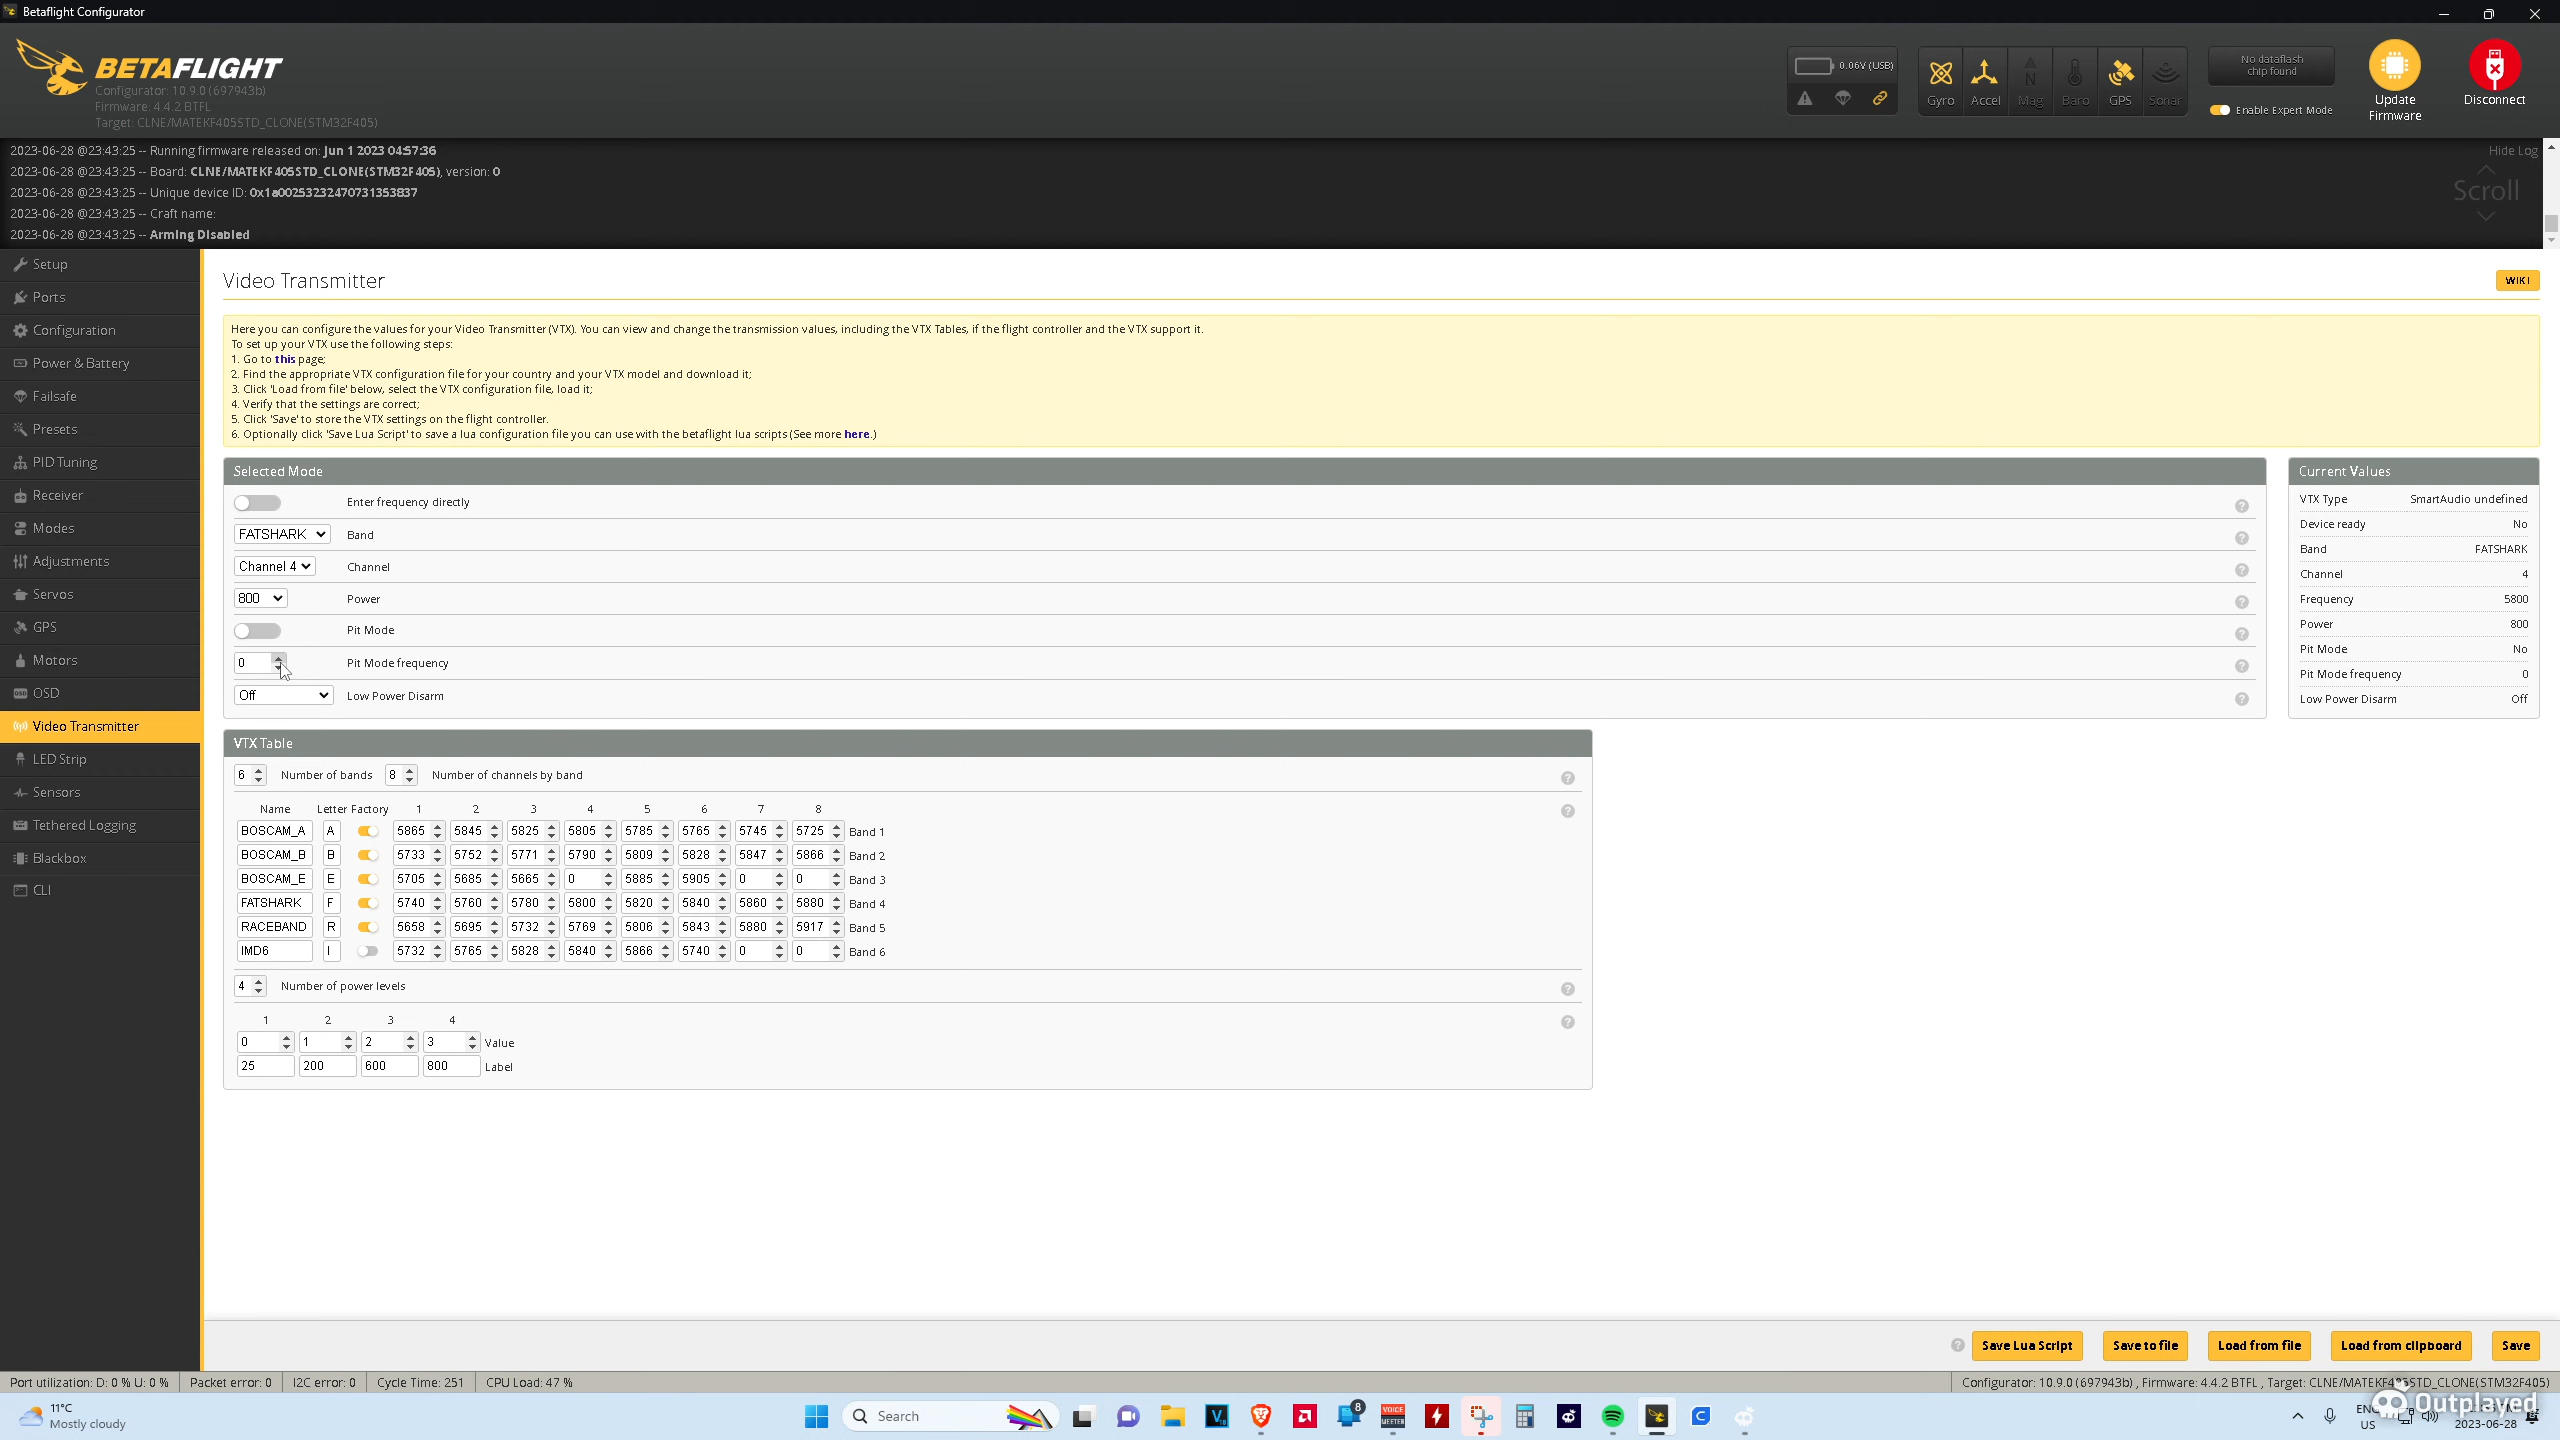 Betaflight Configurator
BETAFLIGHT
Configurator: 10.9.0 (697943b)
Firmware: 4.4.2 BTFL
Target: CLNE/MATEKF405STD_CLONE(STM32F405)
0.06V (USB)
Gyro Accel Mag Baro GPS Sonar
No dataflash
chip found
Enable Expert Mode
Update
Firmware
Disconnect
2023-06-28 @23:43:25 -- Running firmware released on: Jun 1 2023 04:57:36
2023-06-28 @23:43:25 -- Board: CLNE/MATEKF405STD_CLONE(STM32F405), version: 0
2023-06-28 @23:43:25 -- Unique device ID: 0x1a00253232470731353837
2023-06-28 @23:43:25 -- Craft name:
2023-06-28 @23:43:25 -- Arming Disabled
Hide Log
Scroll
Setup
Ports
Configuration
Power & Battery
Failsafe
Presets
PID Tuning
Receiver
Modes
Adjustments
Servos
GPS
Motors
OSD
Video Transmitter
LED Strip
Sensors
Tethered Logging
Blackbox
CLI
Video Transmitter
WIKI
Here you can configure the values for your Video Transmitter (VTX). You can view and change the transmission values, including the VTX Tables, if the flight controller and the VTX support it.
To set up your VTX use the following steps:
1. Go to this page;
2. Find the appropriate VTX configuration file for your country and your VTX model and download it;
3. Click 'Load from file' below, select the VTX configuration file, load it;
4. Verify that the settings are correct;
5. Click 'Save' to store the VTX settings on the flight controller.
6. Optionally click 'Save Lua Script' to save a lua configuration file you can use with the betaflight lua scripts (See more here.)
Selected Mode
Enter frequency directly
FATSHARK Band
Channel 4 Channel
800 Power
Pit Mode
0 Pit Mode frequency
Off Low Power Disarm
Current Values
VTX Type SmartAudio undefined
Device ready No
Band FATSHARK
Channel 4
Frequency 5800
Power 800
Pit Mode No
Pit Mode frequency 0
Low Power Disarm Off
VTX Table
6 Number of bands 8 Number of channels by band
Name Letter Factory 1 2 3 4 5 6 7 8
BOSCAM_A A 5865 5845 5825 5805 5785 5765 5745 5725 Band 1
BOSCAM_B B 5733 5752 5771 5790 5809 5828 5847 5866 Band 2
BOSCAM_E E 5705 5685 5665 0 5885 5905 0 0 Band 3
FATSHARK F 5740 5760 5780 5800 5820 5840 5860 5880 Band 4
RACEBAND R 5658 5695 5732 5769 5806 5843 5880 5917 Band 5
IMD6 I 5732 5765 5828 5840 5866 5740 0 0 Band 6
4 Number of power levels
1 2 3 4
0 1 2 3 Value
25 200 600 800 Label
Save Lua Script Save to file Load from file Load from clipboard Save
Port utilization: D: 0 % U: 0 % Packet error: 0 I2C error: 0 Cycle Time: 251 CPU Load: 47 %
Configurator: 10.9.0 (697943b) , Firmware: 4.4.2 BTFL , Target: CLNE/MATEKF405STD_CLONE(STM32F405)
11°C
Mostly cloudy
Search
8
VOICE
MEETER
US
2023-06-28
Outplayed